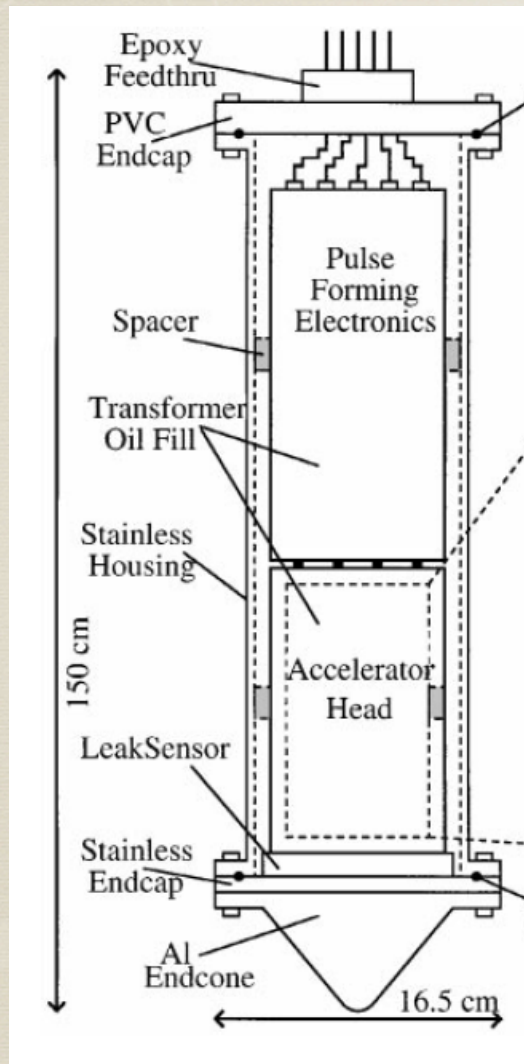 Epoxy
Feedthru
PVC
Endcap
Pulse
Forming
Electronics
Spacer
Transformer
Oil Fill
Stainless
Housing
150 cm
Accelerator
Head
LeakSensor
Stainless
Endcap
Al
Endcone
16.5 cm